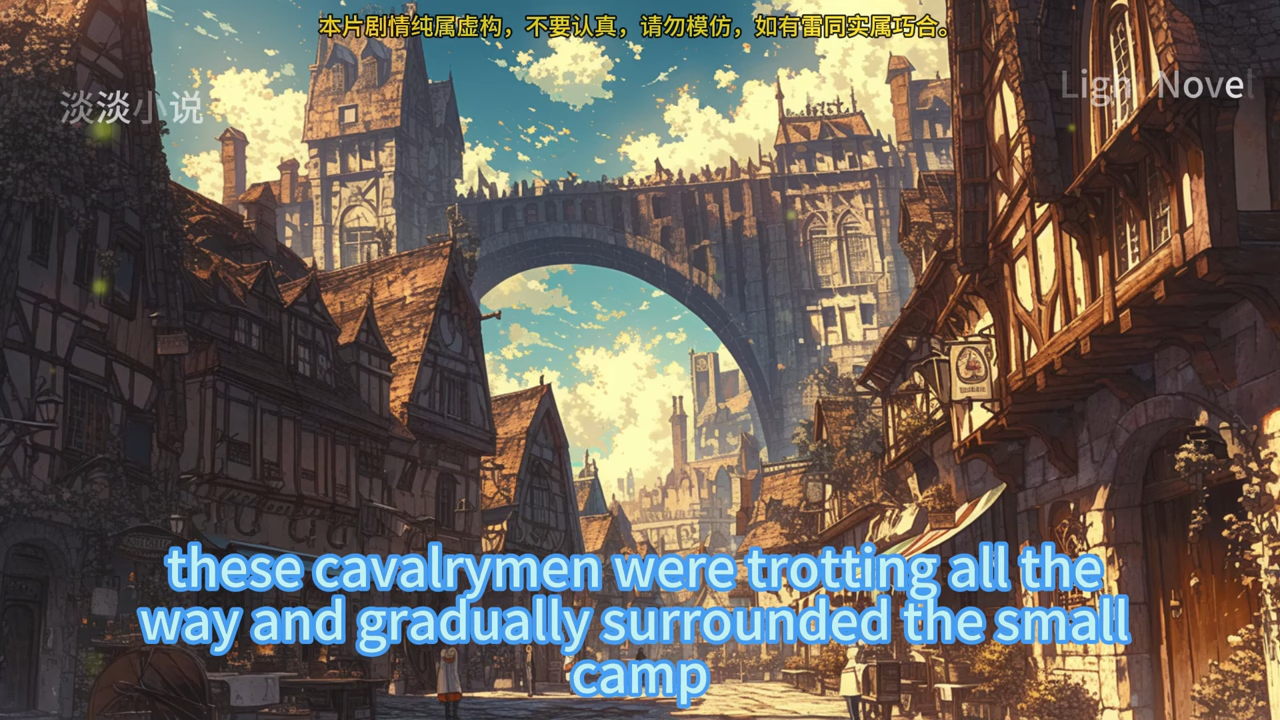 本片剧情纯属虚构，不要认真，请勿模仿，如有雷同实属巧合。
淡淡小说
Light Novel
these cavalrymen were trotting all the
way and gradually surrounded the small
camp